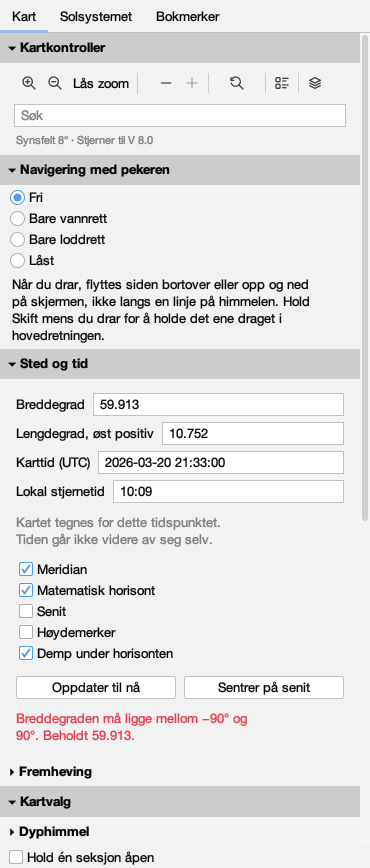 Kart Solsystemet Bokmerker
Kartkontroller
Lås zoom
Søk
Synsfelt 8° · Stjerner til V 8.0
Navigering med pekeren
Fri
Bare vannrett
Bare loddrett
Låst
Når du drar, flyttes siden bortover eller opp og ned
på skjermen, ikke langs en linje på himmelen. Hold
Skift mens du drar for å holde det ene draget i
hovedretningen.
Sted og tid
Breddegrad 59.913
Lengdegrad, øst positiv 10.752
Karttid (UTC) 2026-03-20 21:33:00
Lokal stjernetid 10:09
Kartet tegnes for dette tidspunktet.
Tiden går ikke videre av seg selv.
Meridian
Matematisk horisont
Senit
Høydemerker
Demp under horisonten
Oppdater til nå Sentrer på senit
Breddegraden må ligge mellom −90° og
90°. Beholdt 59.913.
Fremheving
Kartvalg
Dyphimmel
Hold én seksjon åpen